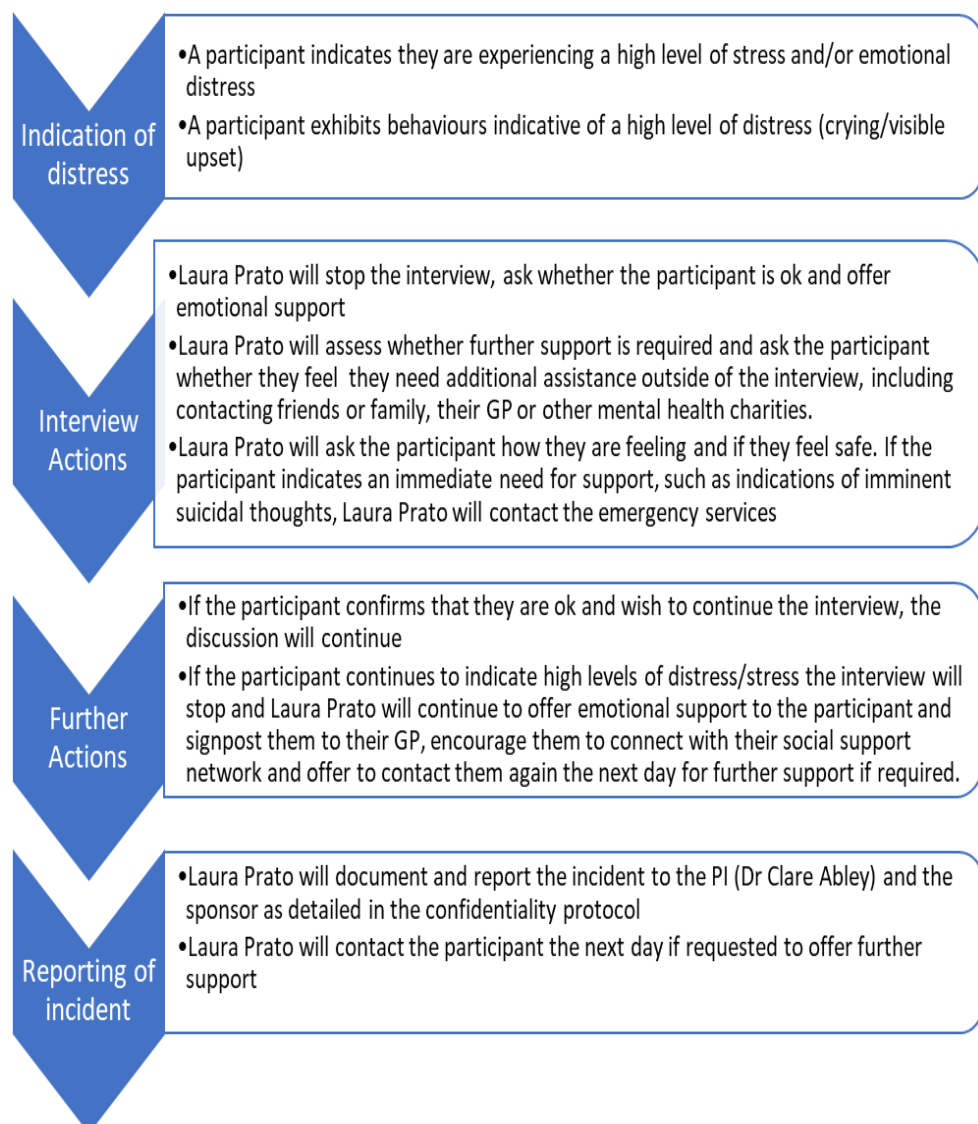 Indication of
distress
•A participant indicates they are experiencing a high level of stress and/or emotional
distress
•A participant exhibits behaviours indicative of a high level of distress (crying/visible
upset)
Interview
Actions
•Laura Prato will stop the interview, ask whether the participant is ok and offer
emotional support
•Laura Prato will assess whether further support is required and ask the participant
whether they feel they need additional assistance outside of the interview, including
contacting friends or family, their GP or other mental health charities.
•Laura Prato will ask the participant how they are feeling and if they feel safe. If the
participant indicates an immediate need for support, such as indications of imminent
suicidal thoughts, Laura Prato will contact the emergency services
Further
Actions
•If the participant confirms that they are ok and wish to continue the interview, the
discussion will continue
•If the participant continues to indicate high levels of distress/stress the interview will
stop and Laura Prato will continue to offer emotional support to the participant and
signpost them to their GP, encourage them to connect with their social support
network and offer to contact them again the next day for further support if required.
Reporting of
incident
•Laura Prato will document and report the incident to the PI (Dr Clare Abley) and the
sponsor as detailed in the confidentiality protocol
•Laura Prato will contact the participant the next day if requested to offer further
support